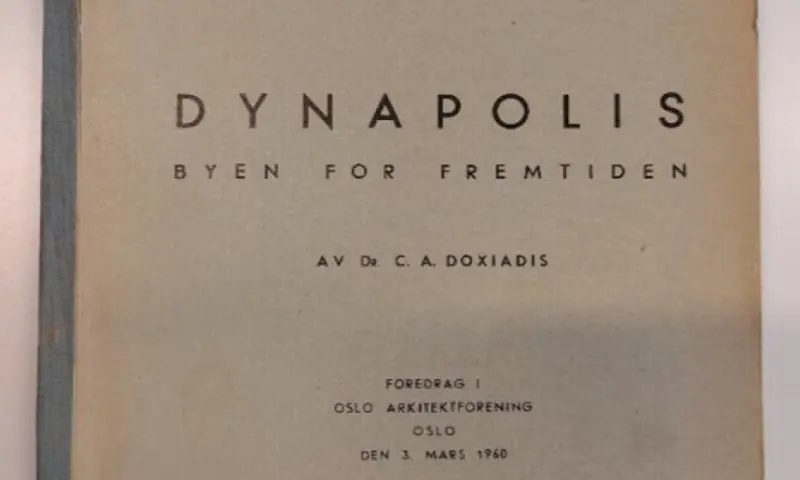 DYNAPOLIS
BYEN FOR FREMTIDEN
AV DR. C. A. DOXIADIS
FOREDRAG I
OSLO ARKITEKTFORENING
OSLO
DEN 3. MARS 1960